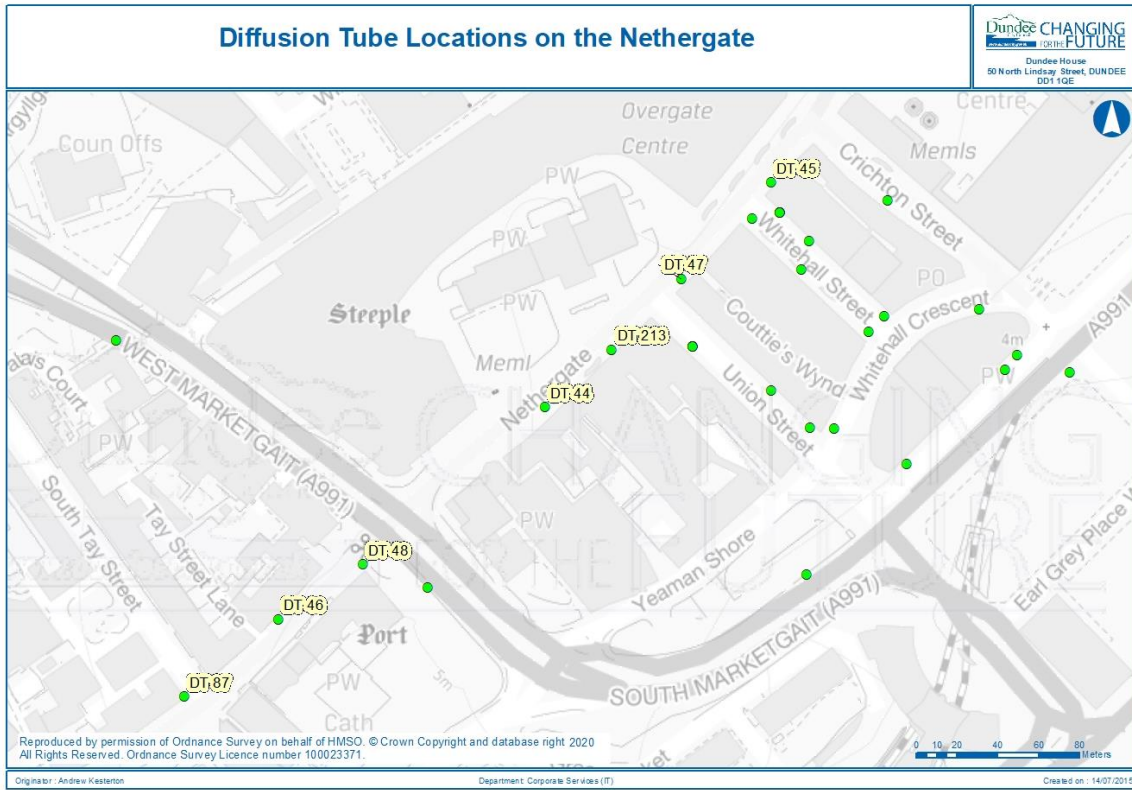 Diffusion Tube Locations on the Nethergate
Dundee CHANGING
FOR THE FUTURE
Dundee House
50 North Lindsay Street, DUNDEE
DD1 1QE
Coun Offs
Overgate
Centre
Centre
Memls
PW
DT, 45
Crichton Street
PW
Whitehall Street
DT, 47
PO
PW
Steeple
Whitehall Crescent
A991
DT, 213
Couttie's Wynd
4m
Meml
PW
WEST MARKETGAIT (A991)
Nethergate
DT, 44
Union Street
PW
South Tay Street
Tay Street Lane
PW
DT, 48
Yeaman Shore
Earl Grey Place W
DT, 46
Port
SOUTH MARKETGAIT (A991)
DT, 87
PW
5m
Cath
Reproduced by permission of Ordnance Survey on behalf of HMSO. © Crown Copyright and database right 2020
All Rights Reserved. Ordnance Survey Licence number 100023371.
0 10 20 40 60 80
Meters
Originator : Andrew Kesterton
Department: Corporate Services (IT)
Created on : 14/07/2015